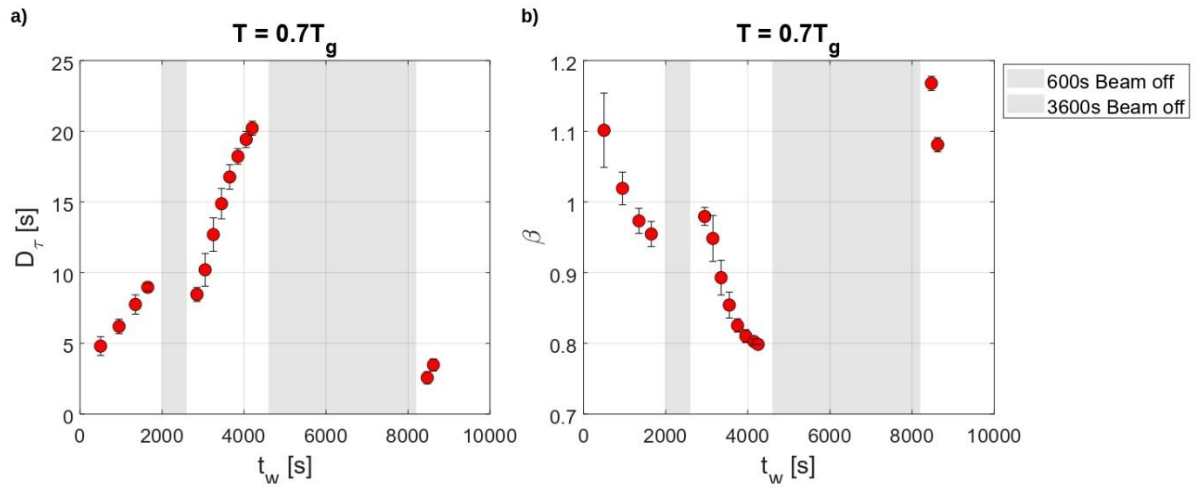 a)
T = 0.7T_g
D_τ [s]
25
20
15
10
5
0
0 2000 4000 6000 8000 10000
t_w [s]
b)
T = 0.7T_g
β
1.2
1.1
1
0.9
0.8
0.7
0 2000 4000 6000 8000 10000
t_w [s]
600s Beam off
3600s Beam off